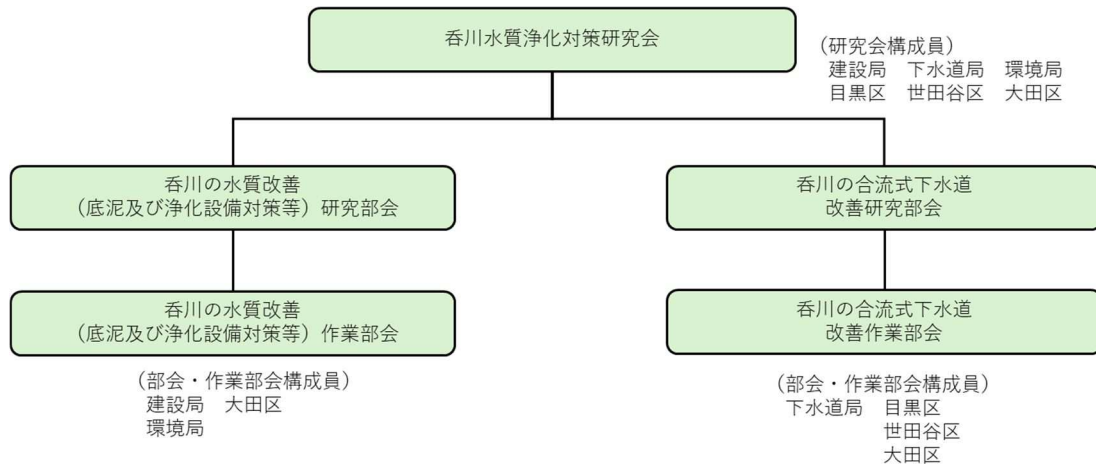 呑川水質浄化対策研究会
（研究会構成員）
建設局　下水道局　環境局
目黒区　世田谷区　大田区
呑川の水質改善
（底泥及び浄化設備対策等）研究部会
呑川の合流式下水道
改善研究部会
呑川の水質改善
（底泥及び浄化設備対策等）作業部会
呑川の合流式下水道
改善作業部会
（部会・作業部会構成員）
建設局　大田区
環境局
（部会・作業部会構成員）
下水道局　目黒区
世田谷区
大田区